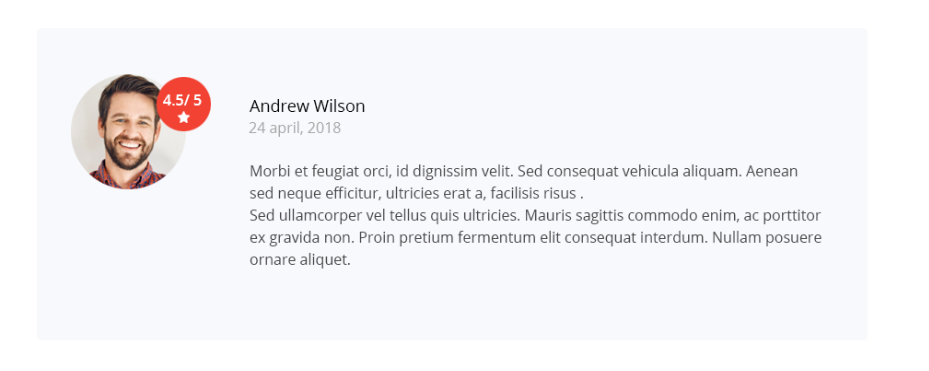 4.5/ 5
Andrew Wilson
24 april, 2018
Morbi et feugiat orci, id dignissim velit. Sed consequat vehicula aliquam. Aenean
sed neque efficitur, ultricies erat a, facilisis risus .
Sed ullamcorper vel tellus quis ultricies. Mauris sagittis commodo enim, ac porttitor
ex gravida non. Proin pretium fermentum elit consequat interdum. Nullam posuere
ornare aliquet.